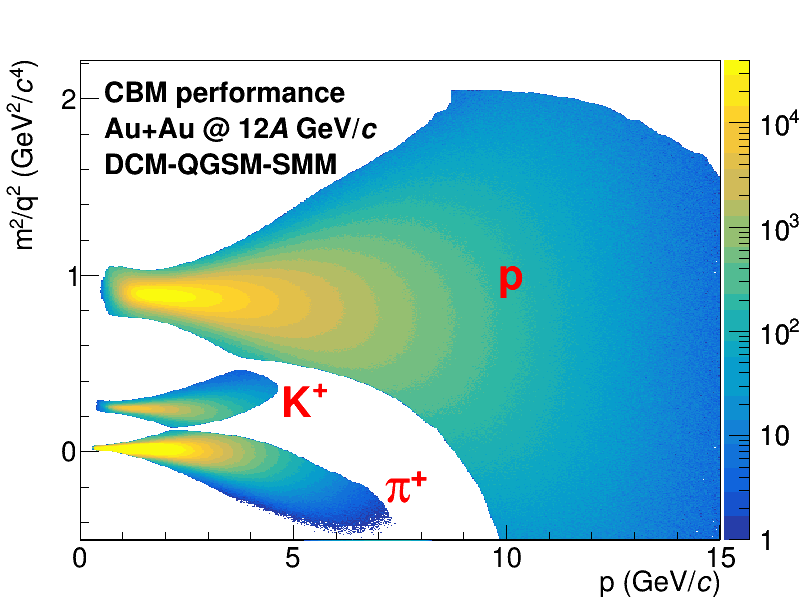 CBM performance
Au+Au @ 12A GeV/c
DCM-QGSM-SMM
m²/q² (GeV²/c⁴)
2
1
0
p
K⁺
π⁺
0
5
10
15
p (GeV/c)
10⁴
10³
10²
10
1